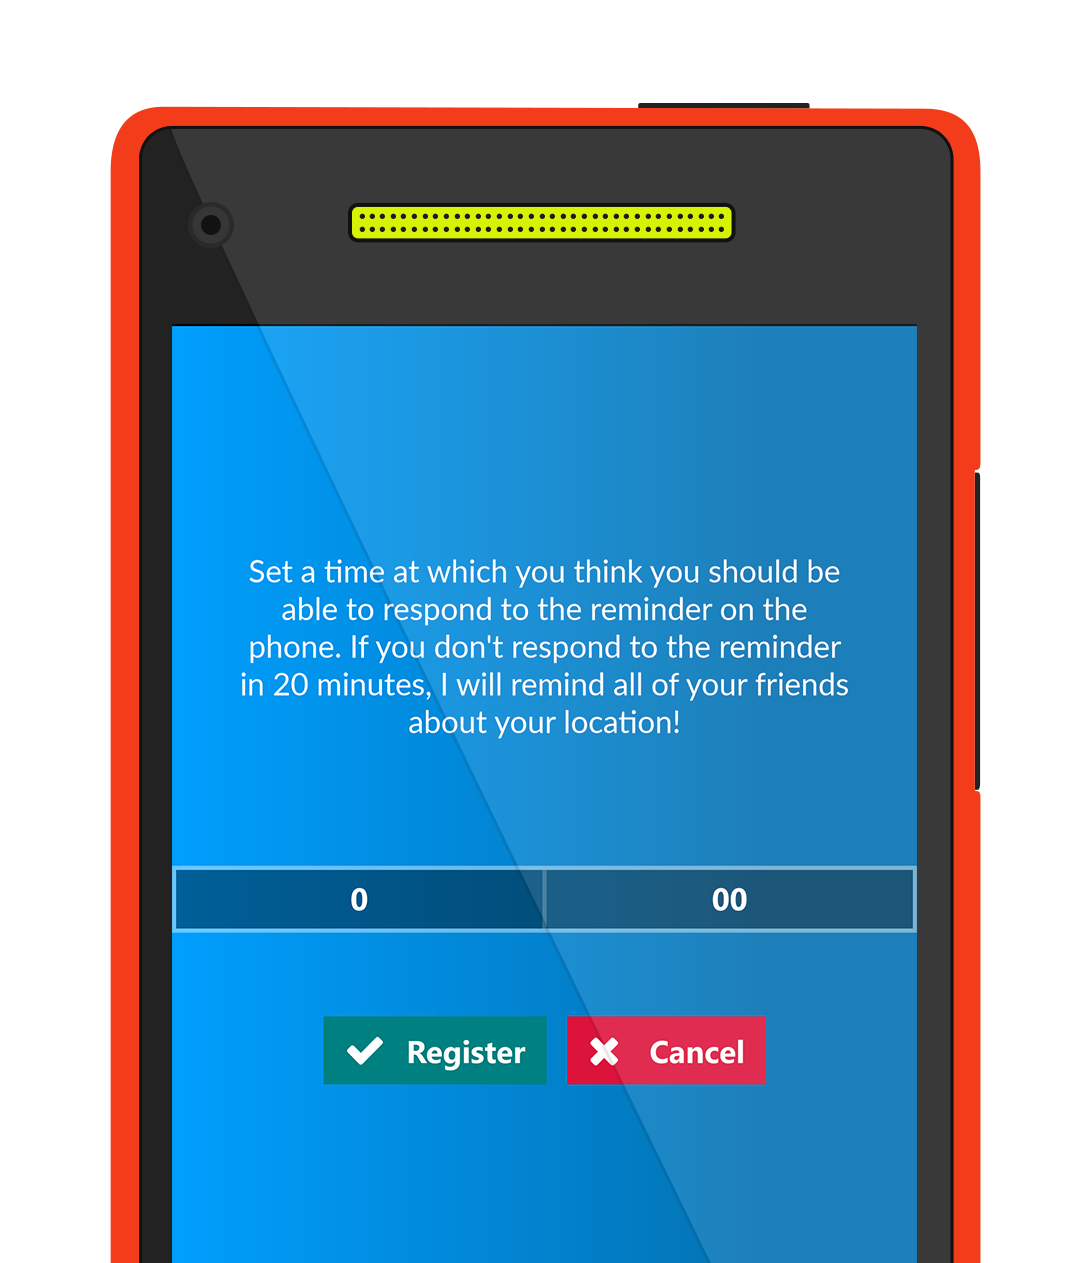 Set a time at which you think you should be
able to respond to the reminder on the
phone. If you don't respond to the reminder
in 20 minutes, I will remind all of your friends
about your location!
0 00
Register Cancel